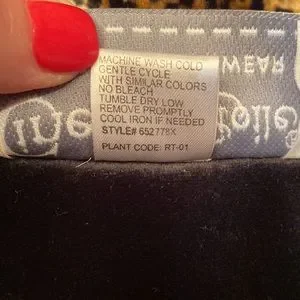 MACHINE WASH COLD
GENTLE CYCLE
WITH SIMILAR COLORS
NO BLEACH
TUMBLE DRY LOW
REMOVE PROMPTLY
COOL IRON IF NEEDED
STYLE# 652778X
PLANT CODE: RT-01
WEAR